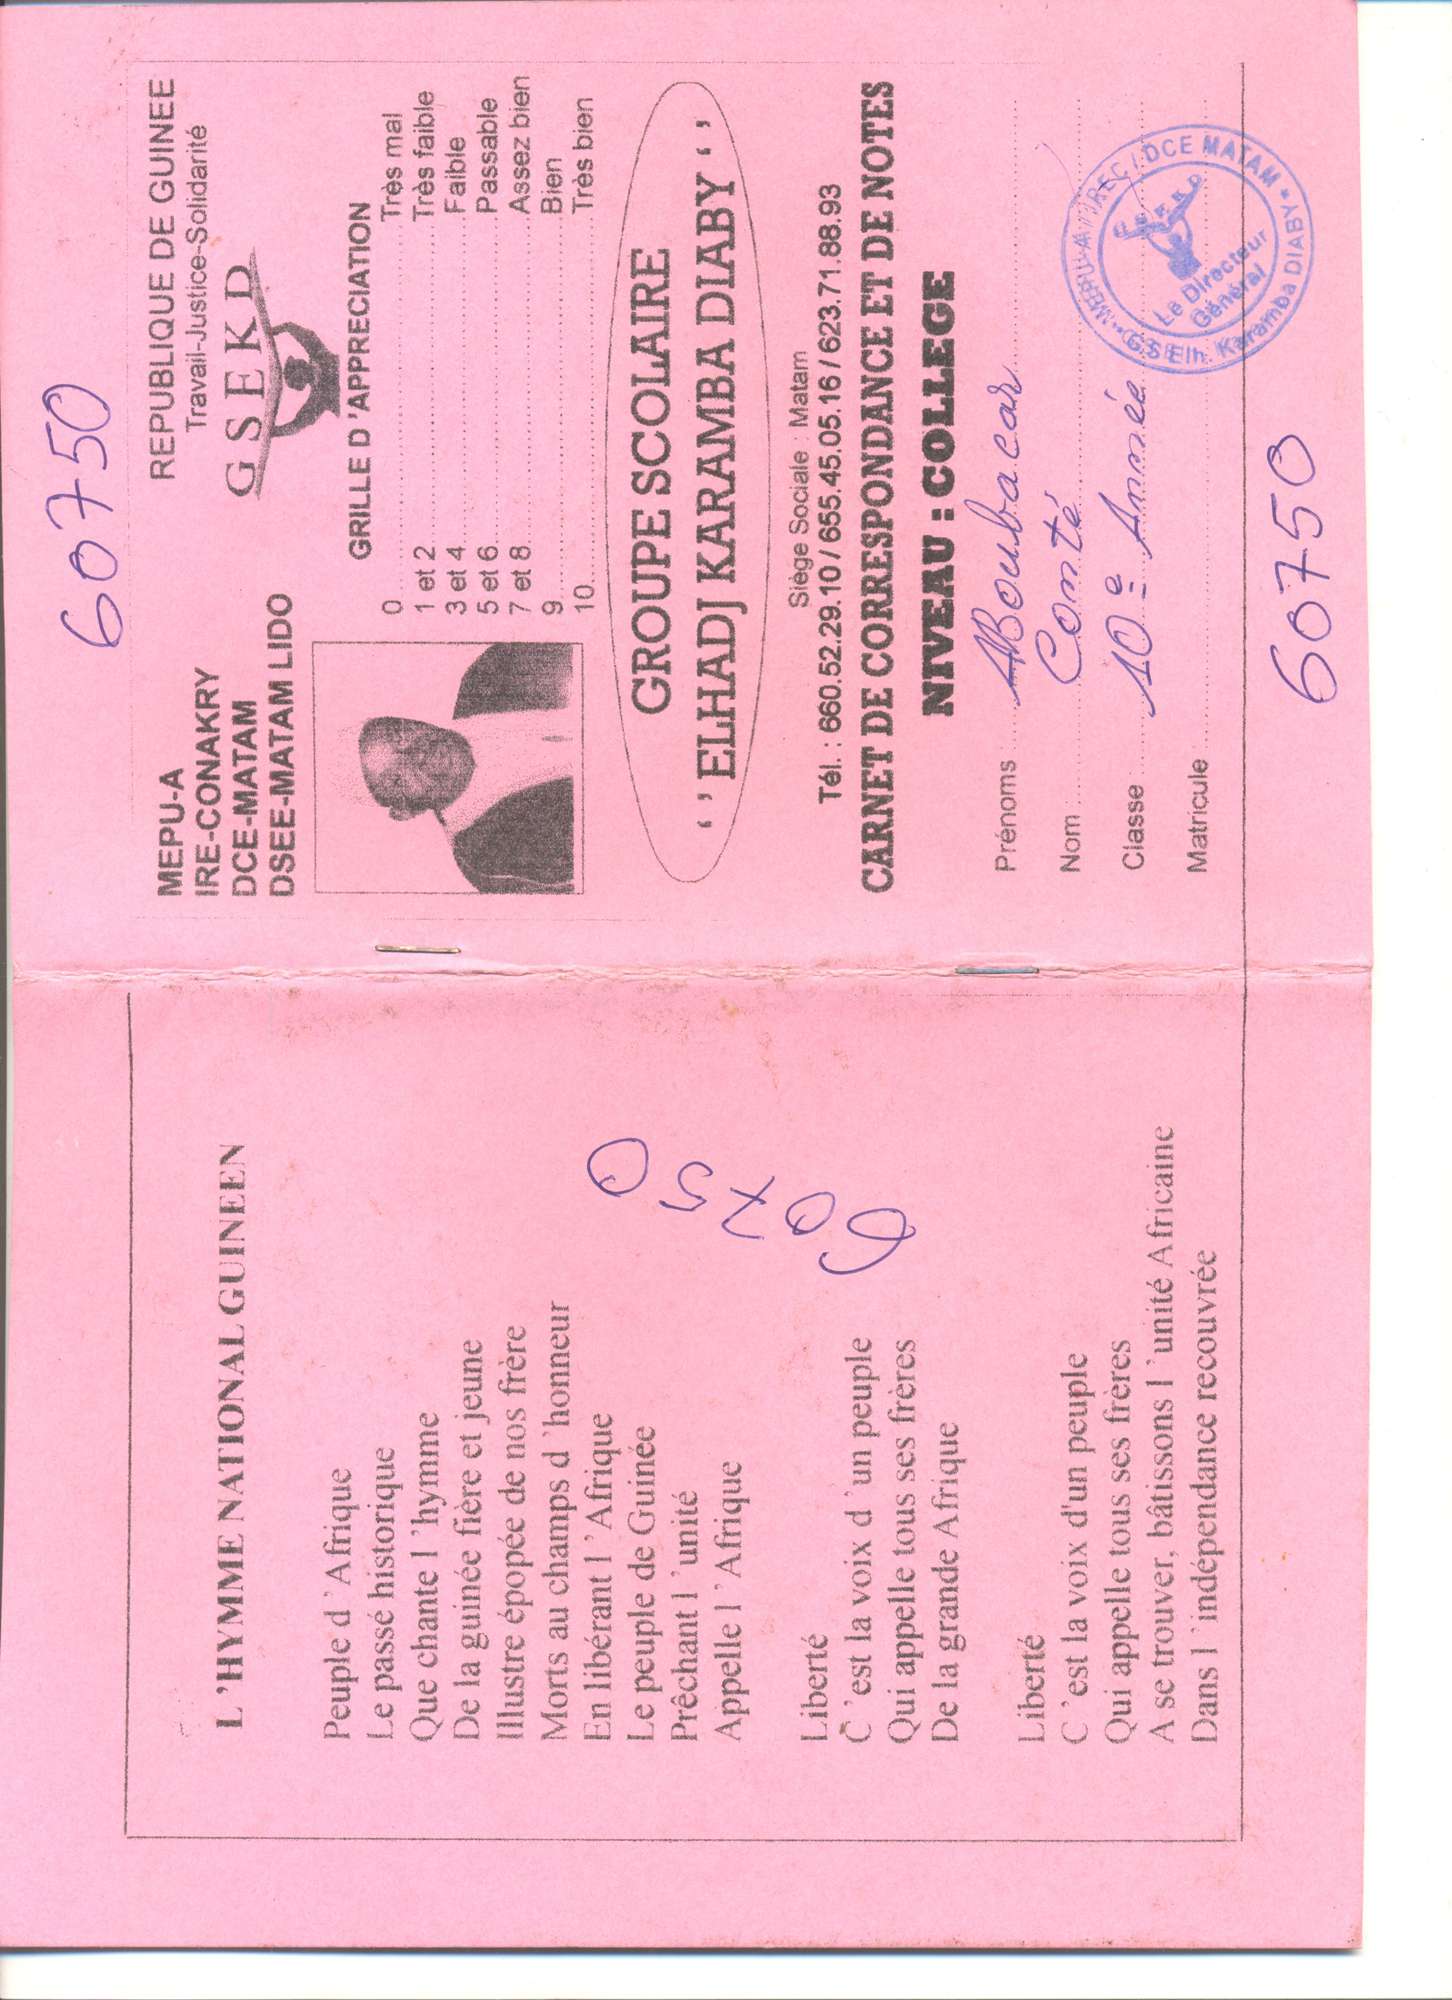 60750
MEPU-A
IRE-CONAKRY
DCE-MATAM
DSEE-MATAM LIDO
REPUBLIQUE DE GUINEE
Travail-Justice-Solidarité
GSEKD
GRILLE D'APPRECIATION
0........Très mal
1 et 2........Très faible
3 et 4........Faible
5 et 6........Passable
7 et 8........Assez bien
9........Bien
10........Très bien
GROUPE SCOLAIRE
‘ ’ELHADJ KARAMBA DIABY ‘ ’
Siège Sociale : Matam
Tél. : 660.52.29.10 / 655.45.05.16 / 623.71.88.93
CARNET DE CORRESPONDANCE ET DE NOTES
NIVEAU : COLLEGE
Prénoms ABoubacar
Nom Conté
Classe 10e Année
Matricule
DCE MATAM
Le Directeur
Général
GS Elh. Karamba DIABY
60750
L 'HYMME NATIONAL GUINEEN
Peuple d ' Afrique
Le passé historique
Que chante l 'hymme
De la guinée fière et jeune
Illustre épopée de nos frère
Morts au champs d 'honneur
En libérant l ' Afrique
Le peuple de Guinée
Prêchant l 'unité
Appelle l ' Afrique
Liberté
C ' est la voix d ' un peuple
Qui appelle tous ses frères
De la grande Afrique
Liberté
C ' est la voix d'un peuple
Qui appelle tous ses frères
A se trouver, bâtissons l 'unité Africaine
Dans l 'indépendance recouvrée
60750